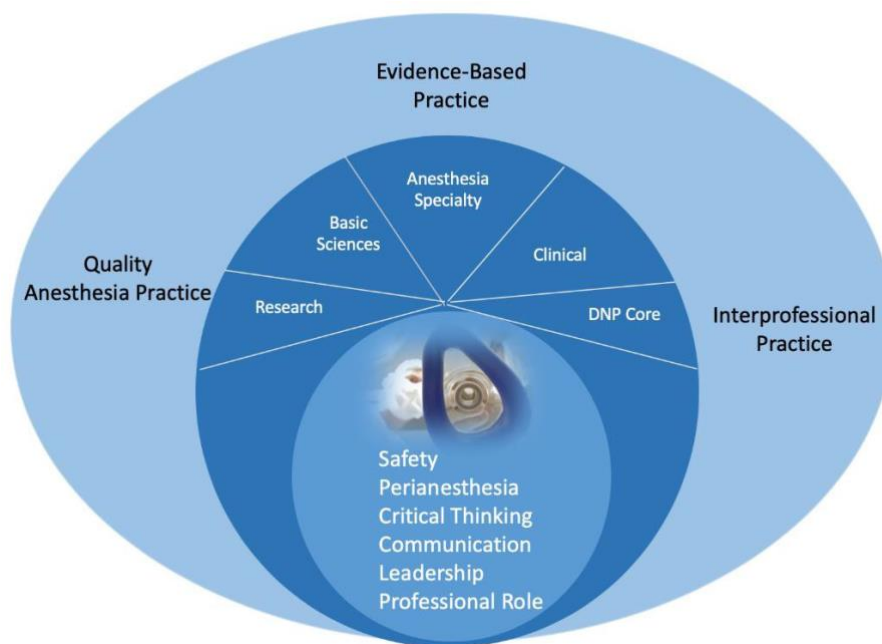 Evidence-Based
Practice
Anesthesia
Specialty
Basic
Sciences
Clinical
Quality
Anesthesia Practice
Research
DNP Core
Interprofessional
Practice
Safety
Perianesthesia
Critical Thinking
Communication
Leadership
Professional Role